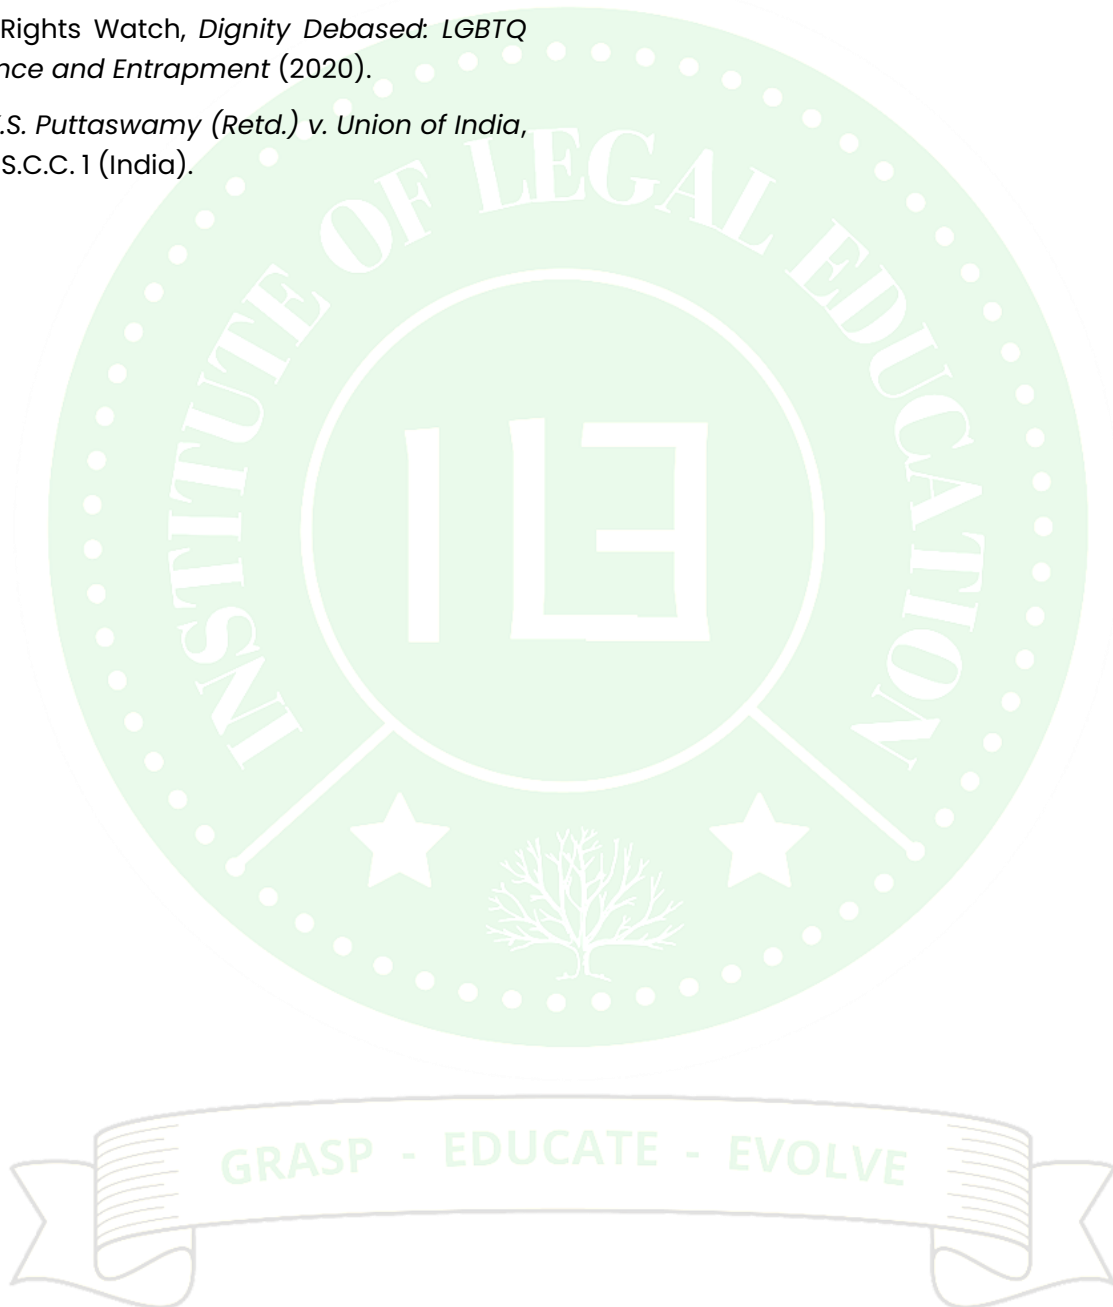 Rights Watch, Dignity Debased: LGBTQ
nce and Entrapment (2020).
.S. Puttaswamy (Retd.) v. Union of India,
S.C.C. 1 (India).
INSTITUTE OF LEGAL EDUCATION
ILE
GRASP - EDUCATE - EVOLVE